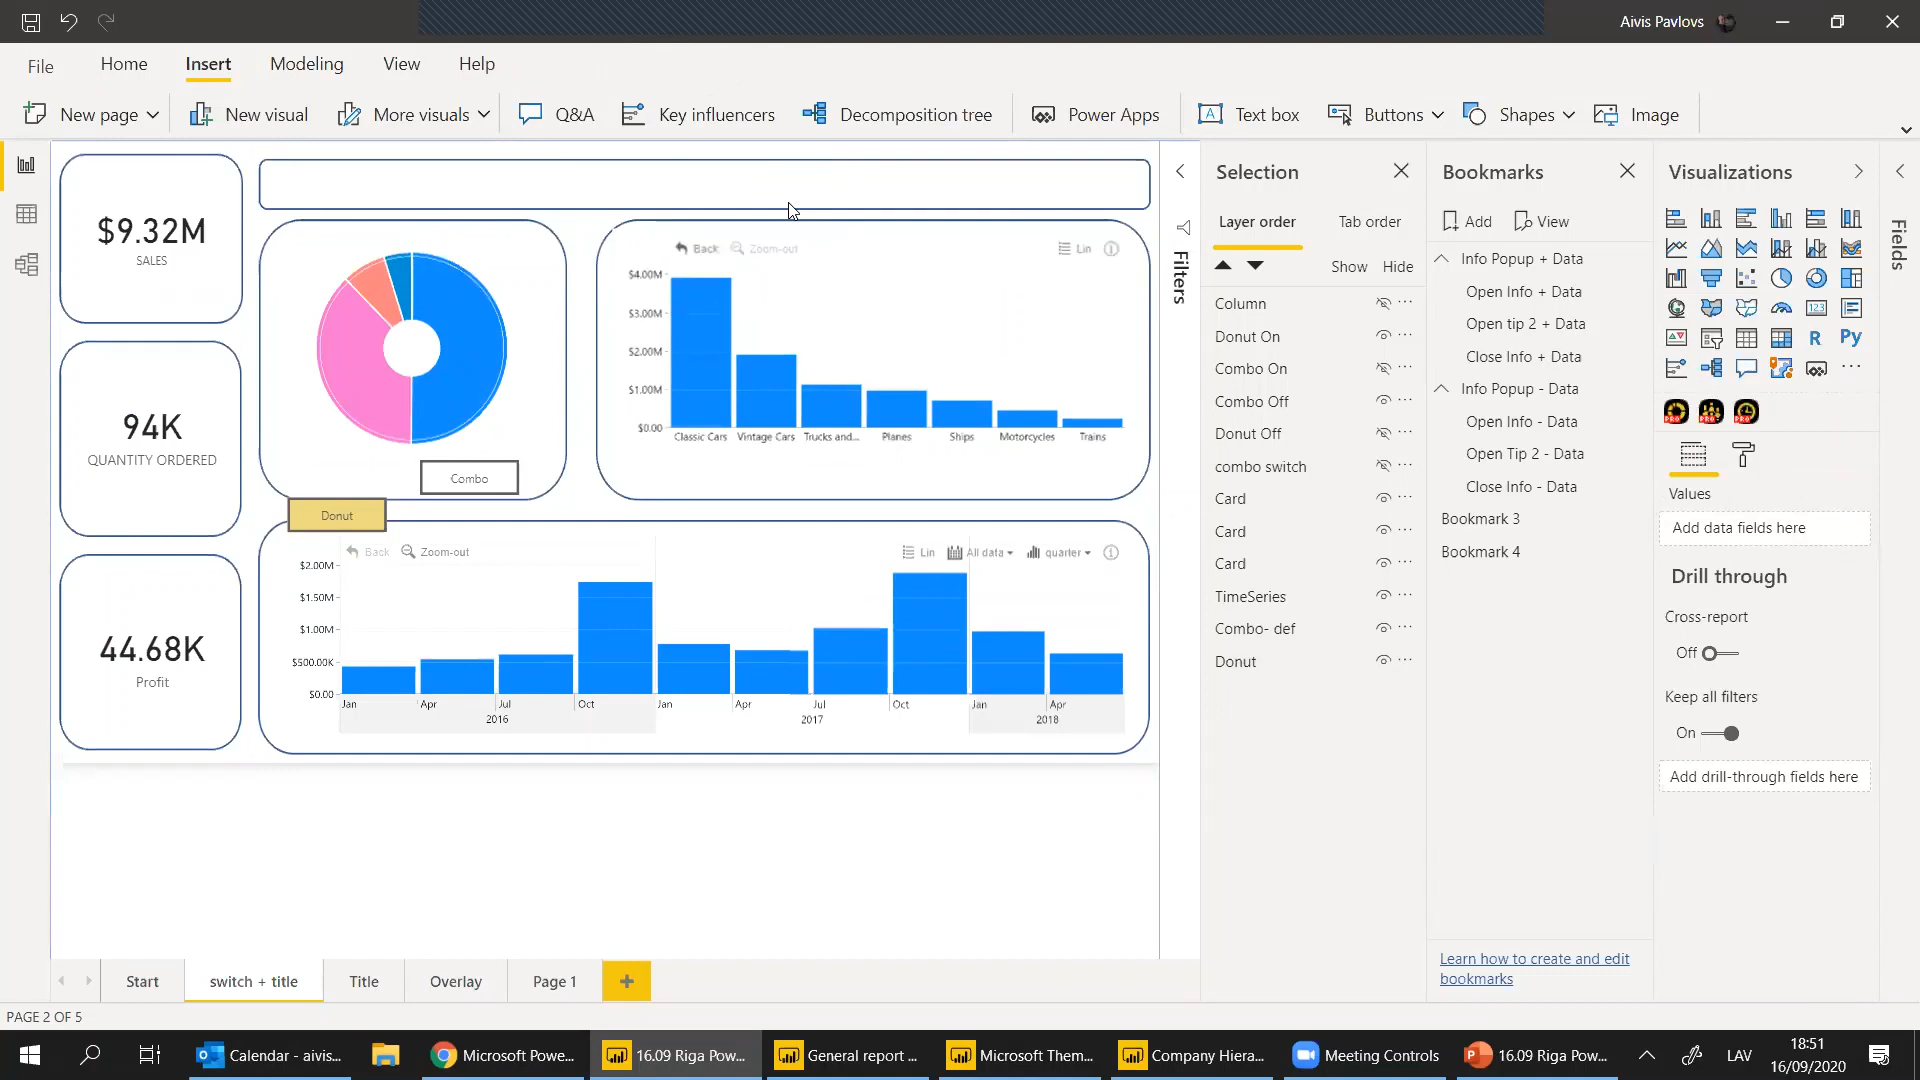 Aivis Pavlovs
File Home Insert Modeling View Help
New page New visual More visuals Q&A Key influencers Decomposition tree Power Apps Text box Buttons Shapes Image
$9.32M
SALES
94K
QUANTITY ORDERED
44.68K
Profit
Combo
Donut
Back Zoom-out Lin
$4.00M
$3.00M
$2.00M
$1.00M
$0.00
Classic Cars Vintage Cars Trucks and... Planes Ships Motorcycles Trains
Back Zoom-out Lin All data quarter
$2.00M
$1.50M
$1.00M
$500.00K
$0.00
Jan Apr Jul Oct Jan Apr Jul Oct Jan Apr
2016 2017 2018
Filters
Selection
Layer order Tab order
Show Hide
Column
Donut On
Combo On
Combo Off
Donut Off
combo switch
Card
Card
Card
TimeSeries
Combo- def
Donut
Bookmarks
Add View
Info Popup + Data
Open Info + Data
Open tip 2 + Data
Close Info + Data
Info Popup - Data
Open Info - Data
Open Tip 2 - Data
Close Info - Data
Bookmark 3
Bookmark 4
Learn how to create and edit
bookmarks
Visualizations
123
R Py
PRO PRO PRO
Values
Add data fields here
Drill through
Cross-report
Off
Keep all filters
On
Add drill-through fields here
Fields
Start switch + title Title Overlay Page 1 +
PAGE 2 OF 5
Calendar - aivis... Microsoft Powe... 16.09 Riga Pow... General report ... Microsoft Them... Company Hiera... Meeting Controls 16.09 Riga Pow... LAV
18:51
16/09/2020